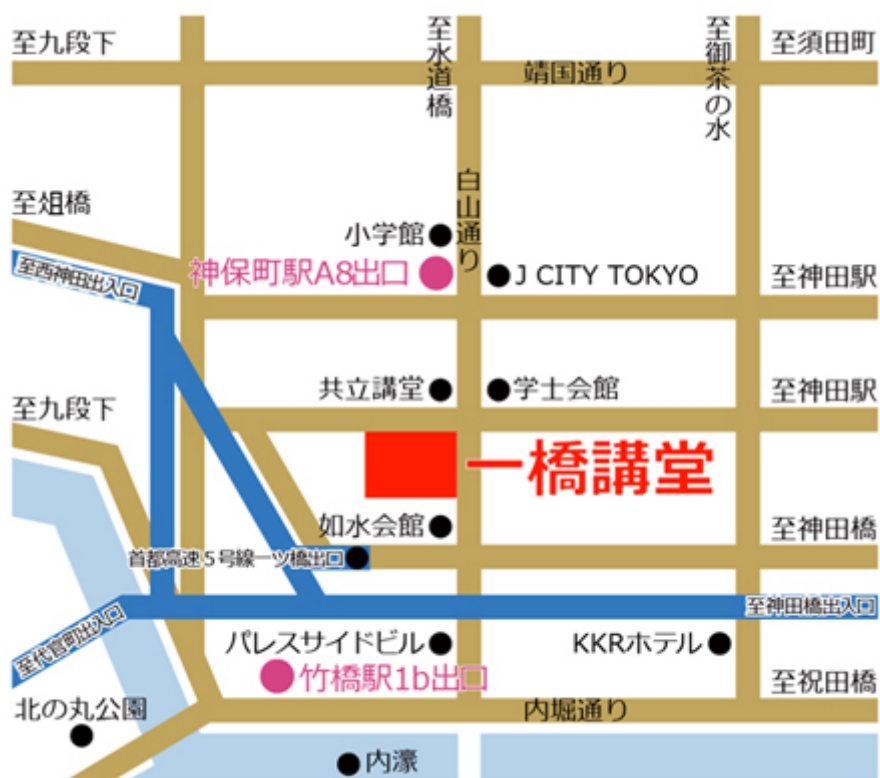 至九段下
至水道橋
至御茶の水
至須田町
靖国通り
白山通り
至俎橋
小学館
至西神田出入口
神保町駅A8出口
J CITY TOKYO
至神田駅
共立講堂
学士会館
至神田駅
至九段下
一橋講堂
如水会館
至神田橋
首都高速5号線一ツ橋出口
至神田橋出入口
至代官町出入口
パレスサイドビル
KKRホテル
竹橋駅1b出口
至祝田橋
北の丸公園
内堀通り
内濠